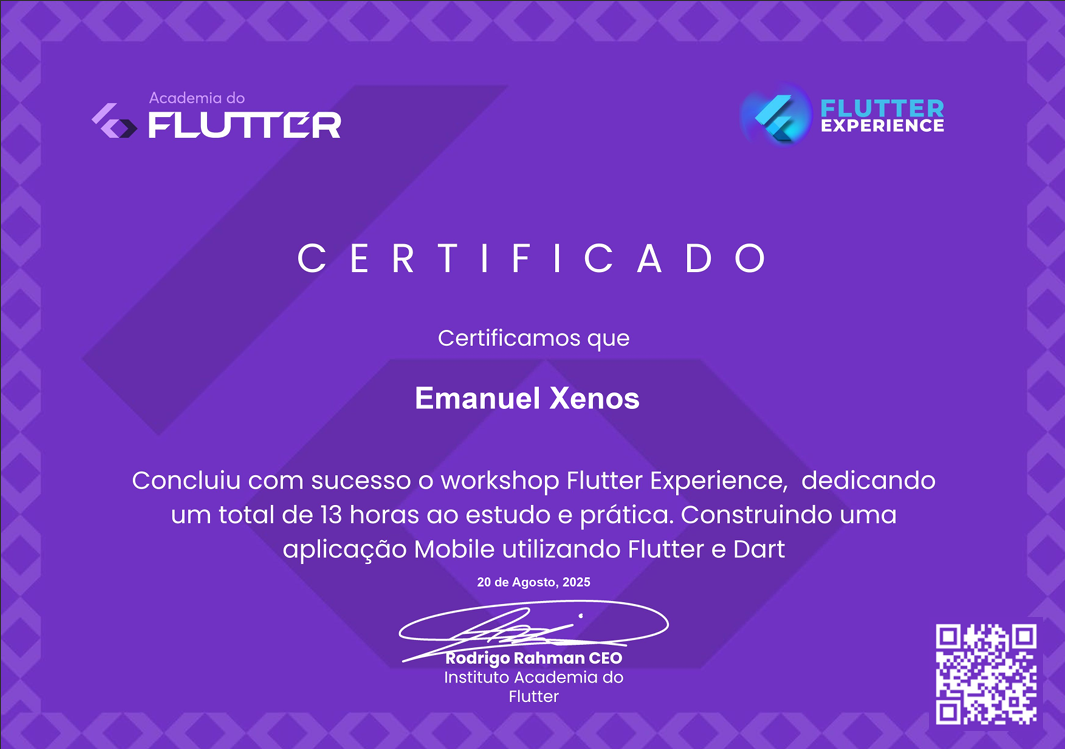 Academia do
FLUTTER
FLUTTER
EXPERIENCE
CERTIFICADO
Certificamos que
Emanuel Xenos
Concluiu com sucesso o workshop Flutter Experience,  dedicando
um total de 13 horas ao estudo e prática. Construindo uma
aplicação Mobile utilizando Flutter e Dart
20 de Agosto, 2025
Rodrigo Rahman CEO
Instituto Academia do
Flutter